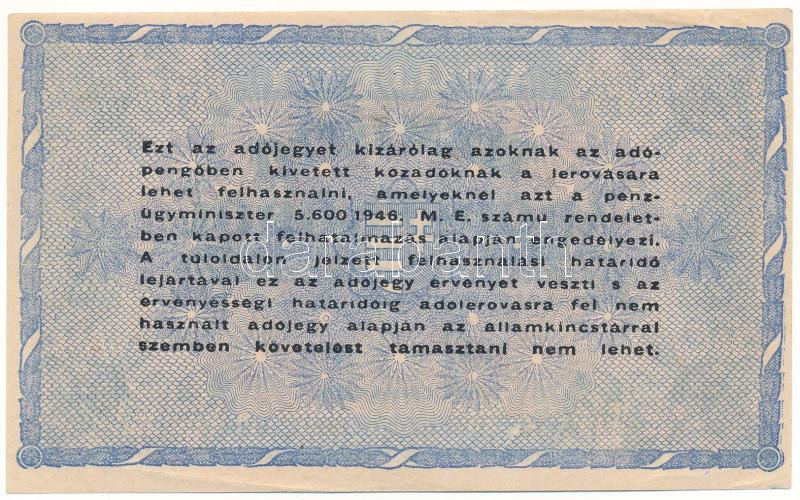 Ezt az adójegyet kizárólag azoknak az adó-
pengőben kivetett közadóknak a lerovására
lehet felhasználni, amelyeknél azt a pénz-
ügyminiszter 5.600/1946. M. E. számu rendelet-
ben kapott felhatalmazás alapján engedélyezi.
A túloldalon jelzett felhasználási határidő
lejártával ez az adójegy érvényét veszti s az
érvényességi határidőig adólerovásra fel nem
használt adójegy alapján az államkincstárral
szemben követelést támasztani nem lehet.
darabanth